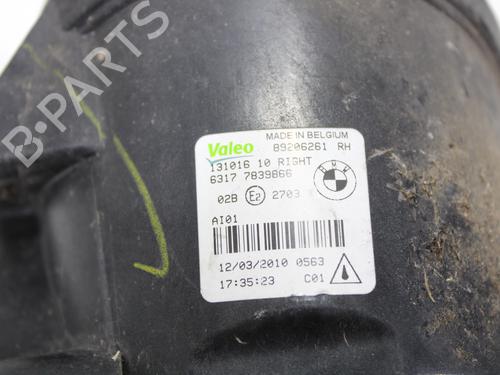 B-PARTS
MADE IN BELGIUM
Valeo 89206261 RH
131016 10 RIGHT
6317 7839866
BMW
02B E2 2703
AI01
12/03/2010 0563
17:35:23 C01